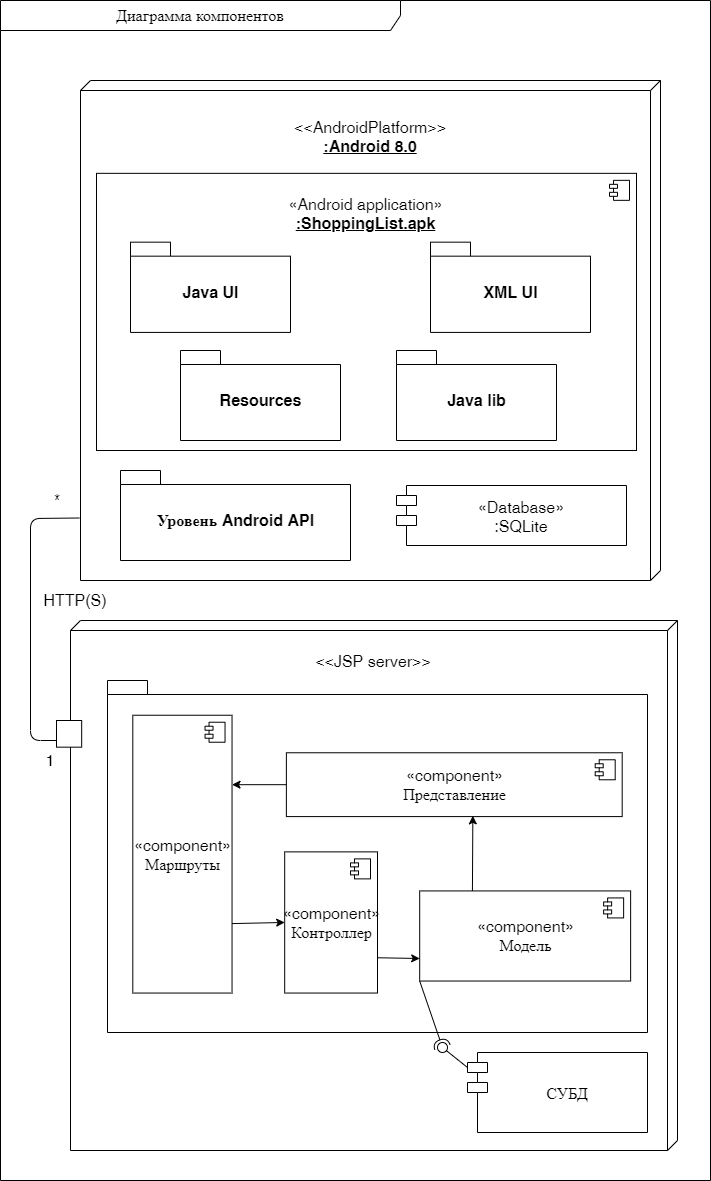 Диаграмма компонентов
<<AndroidPlatform>>
:Android 8.0
«Android application»
:ShoppingList.apk
Java UI
XML UI
Resources
Java lib
Уровень Android API
«Database»
:SQLite
*
HTTP(S)
1
<<JSP server>>
«component»
Представление
«component»
Маршруты
«component»
Контроллер
«component»
Модель
СУБД